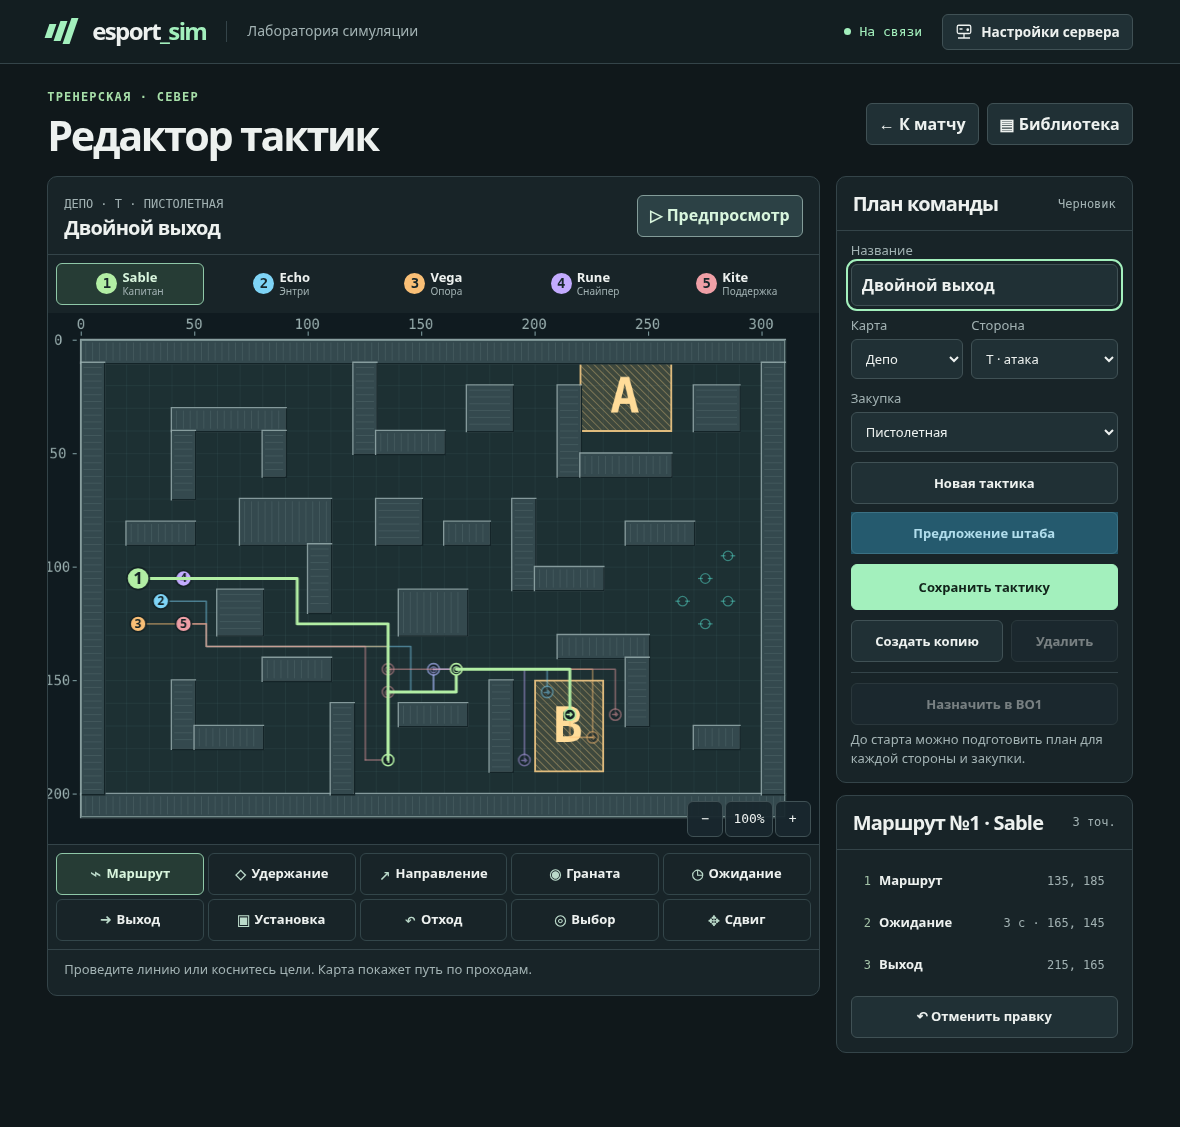 esport_sim
Лаборатория симуляции
На связи
Настройки сервера
ТРЕНЕРСКАЯ · СЕВЕР
Редактор тактик
← К матчу
▤ Библиотека
ДЕПО · Т · ПИСТОЛЕТНАЯ
Двойной выход
▷ Предпросмотр
1 Sable
Капитан
2 Echo
Энтри
3 Vega
Опора
4 Rune
Снайпер
5 Kite
Поддержка
0 50 100 150 200 250 300
0
50
100
150
200
A
B
1
4
2
3
5
− 100% +
⌁ Маршрут
◇ Удержание
↗ Направление
◉ Граната
◷ Ожидание
→ Выход
▣ Установка
↶ Отход
◎ Выбор
✥ Сдвиг
Проведите линию или коснитесь цели. Карта покажет путь по проходам.
План команды
Черновик
Название
Двойной выход
Карта
Сторона
Депо
Т · атака
Закупка
Пистолетная
Новая тактика
Предложение штаба
Сохранить тактику
Создать копию
Удалить
Назначить в BO1
До старта можно подготовить план для
каждой стороны и закупки.
Маршрут №1 · Sable
3 точ.
1 Маршрут 135, 185
2 Ожидание 3 с · 165, 145
3 Выход 215, 165
↶ Отменить правку